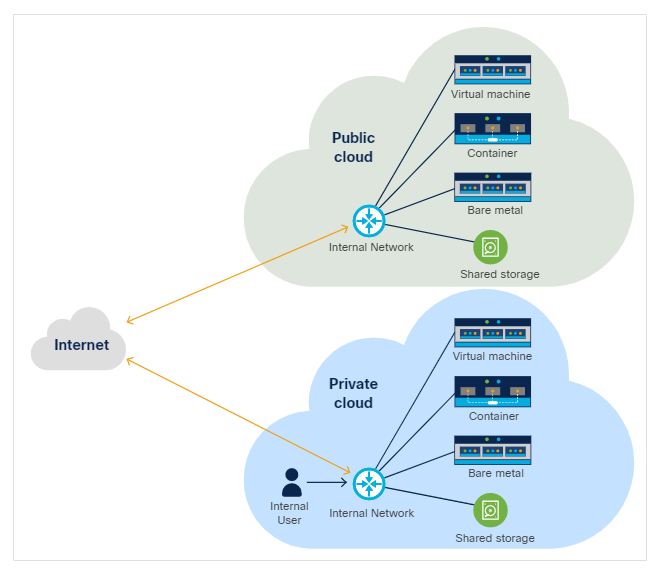 Public
cloud
Virtual machine
Container
Bare metal
Internal Network
Shared storage
Internet
Private
cloud
Virtual machine
Container
Bare metal
Internal
User
Internal Network
Shared storage